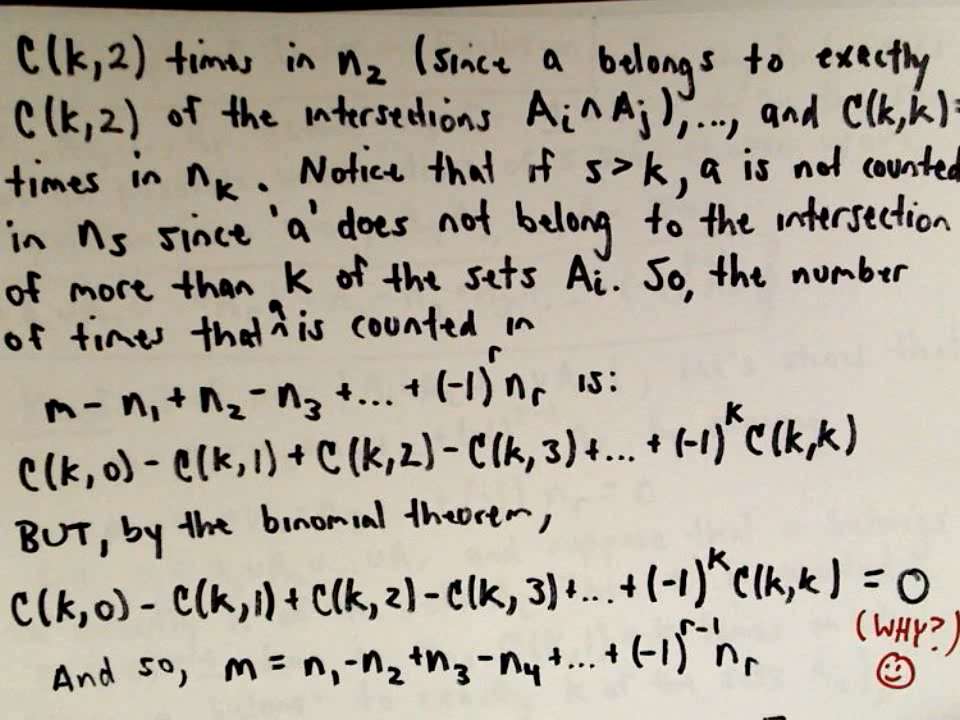 C(k,2) times in n₂ (since a belongs to exactly
C(k,2) of the intersections Aᵢ∩Aⱼ),..., and C(k,k)=
times in nₖ. Notice that if s>k, a is not counted
in nₛ since 'a' does not belong to the intersection
of more than k of the sets Aᵢ. So, the number
of times that a is counted in
m - n₁ + n₂ - n₃ + ... + (-1)^r nᵣ is:
C(k,0) - C(k,1) + C(k,2) - C(k,3) + ... + (-1)^k C(k,k)
BUT, by the binomial theorem,
C(k,0) - C(k,1) + C(k,2) - C(k,3) + ... + (-1)^k C(k,k) = 0
(WHY?)
And so, m = n₁ - n₂ + n₃ - n₄ + ... + (-1)^(r-1) nᵣ